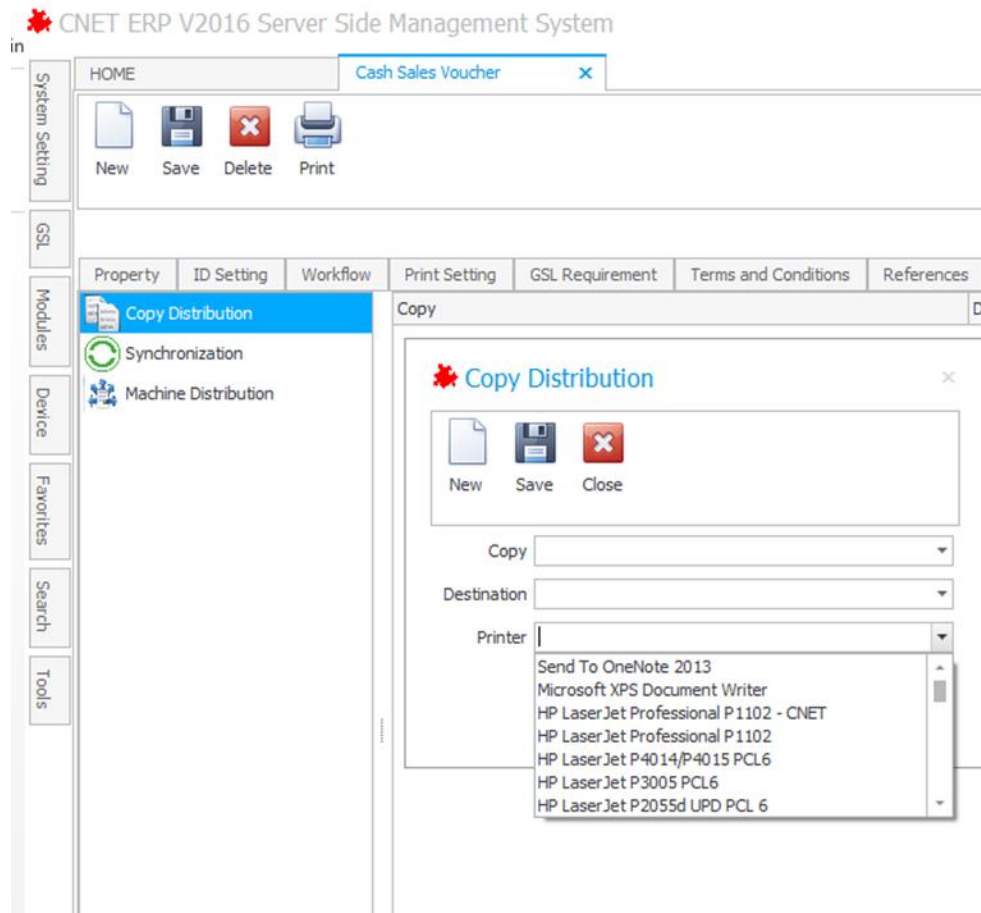 CNET ERP V2016 Server Side Management System
in
HOME
Cash Sales Voucher
New Save Delete Print
System Setting
GSL
Modules
Device
Favorites
Search
Tools
Property ID Setting Workflow Print Setting GSL Requirement Terms and Conditions References
Copy Distribution
Synchronization
Machine Distribution
Copy D
Copy Distribution
New Save Close
Copy
Destination
Printer
Send To OneNote 2013
Microsoft XPS Document Writer
HP LaserJet Professional P1102 - CNET
HP LaserJet Professional P1102
HP LaserJet P4014/P4015 PCL6
HP LaserJet P3005 PCL6
HP LaserJet P2055d UPD PCL 6